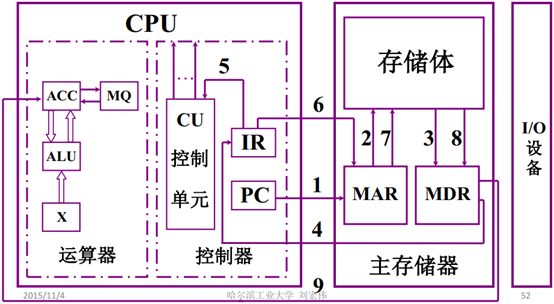 CPU
ACC
MQ
ALU
X
运算器
...
CU
控制
单元
IR
PC
控制器
5
6
1
4
9
存储体
2
7
3
8
MAR
MDR
主存储器
I/O
设备
2015/11/4
哈尔滨工业大学 刘宏伟
52